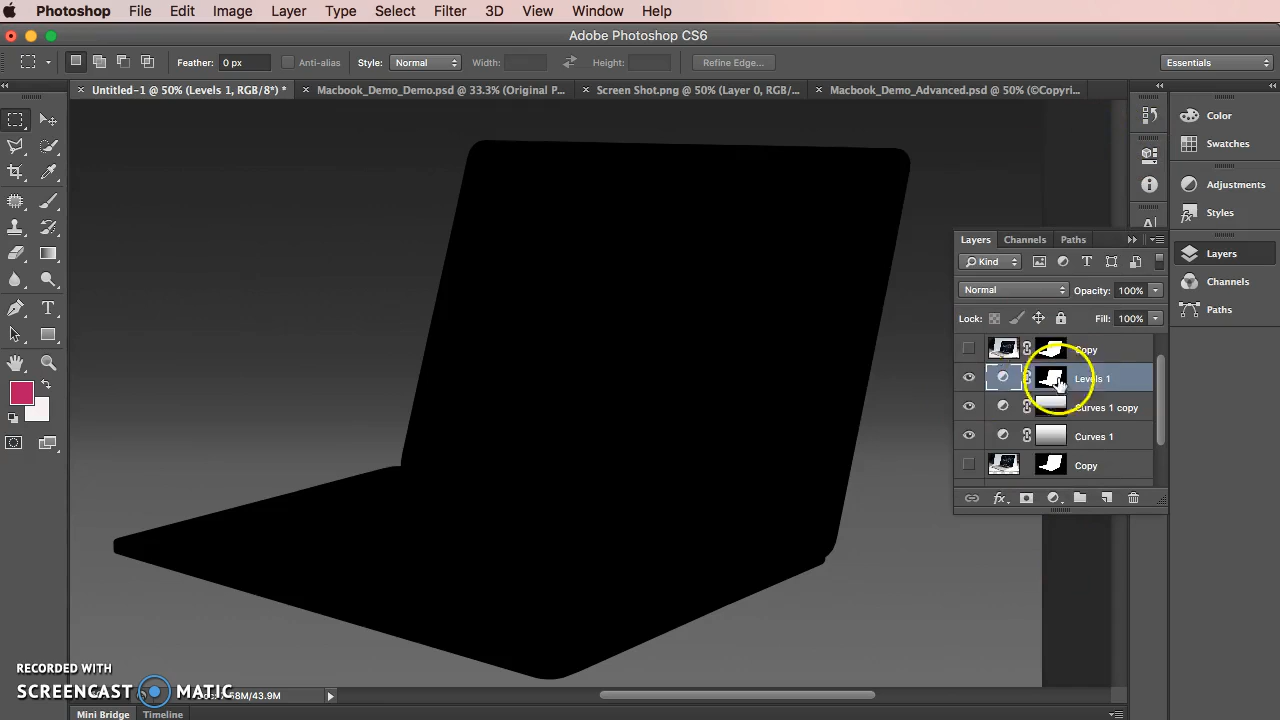 Photoshop File Edit Image Layer Type Select Filter 3D View Window Help
Adobe Photoshop CS6
Feather: 0 px Anti-alias Style: Normal Width: Height: Refine Edge... Essentials
Untitled-1 @ 50% (Levels 1, RGB/8*) * Macbook_Demo_Demo.psd @ 33.3% (Original P... Screen Shot.png @ 50% (Layer 0, RGB/... Macbook_Demo_Advanced.psd @ 50% (©Copyri...
Color
Swatches
Adjustments
Styles
Layers
Channels
Paths
Layers Channels Paths
Kind
Normal Opacity: 100%
Lock: Fill: 100%
Copy
Levels 1
Curves 1 copy
Curves 1
Copy
RECORDED WITH
SCREENCAST MATIC
M/43.9M
Mini Bridge Timeline